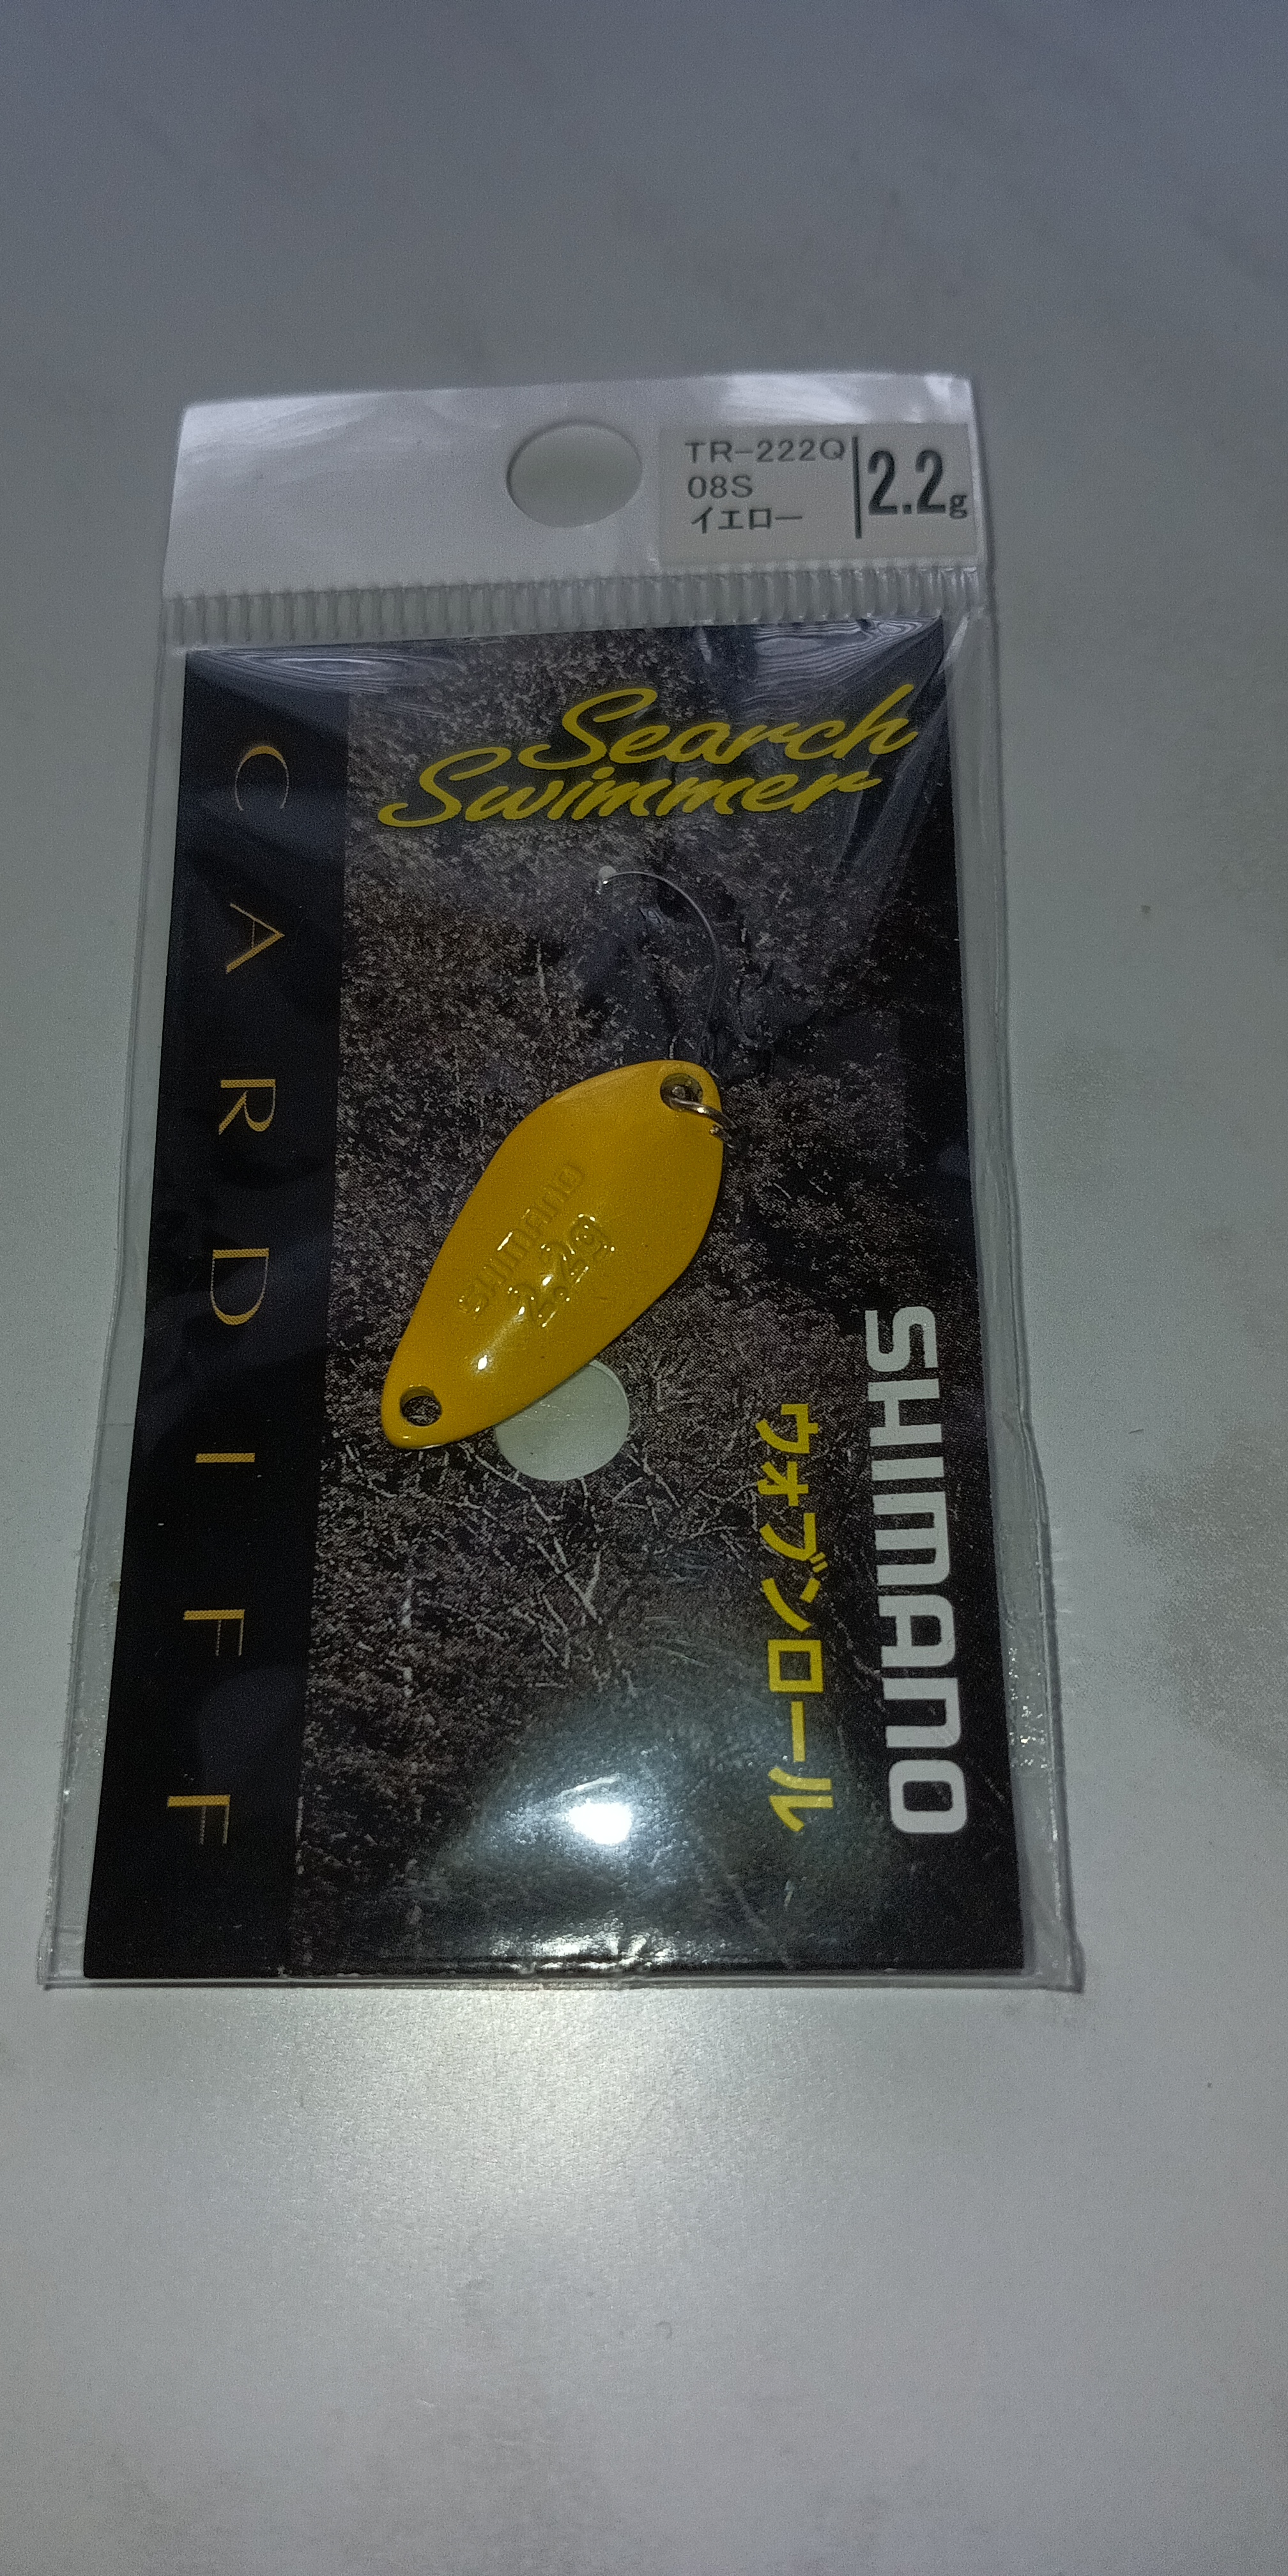 TR-222Q
08S
イエロー
2.2g
Search
Swimmer
CARDIFF
SHIMANO
2.2g
ウォブンロール
SHIMANO